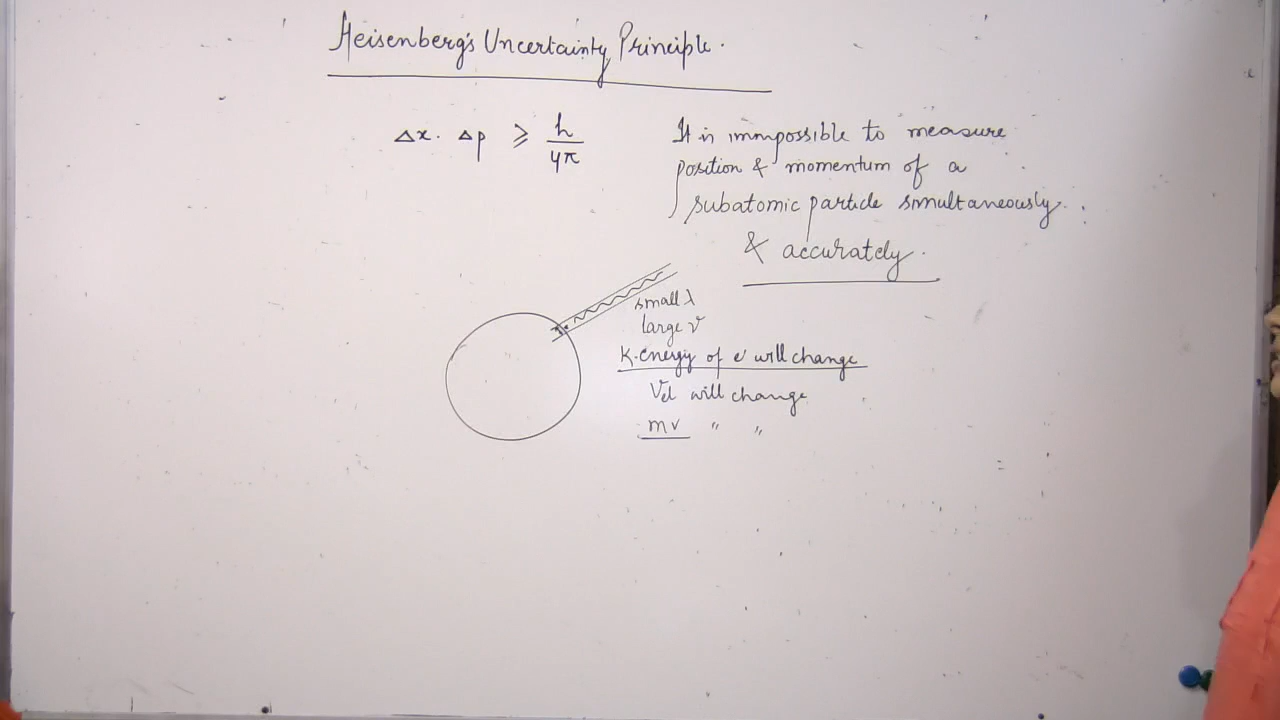 Heisenberg's Uncertainty Principle.
Δx. Δp ≥ h/4π
It is immpossible to measure
position & momentum of a
subatomic particle simultaneously.
& accurately.
small λ
large ν
K.energy of e⁻ will change
Vel will change
mv " "